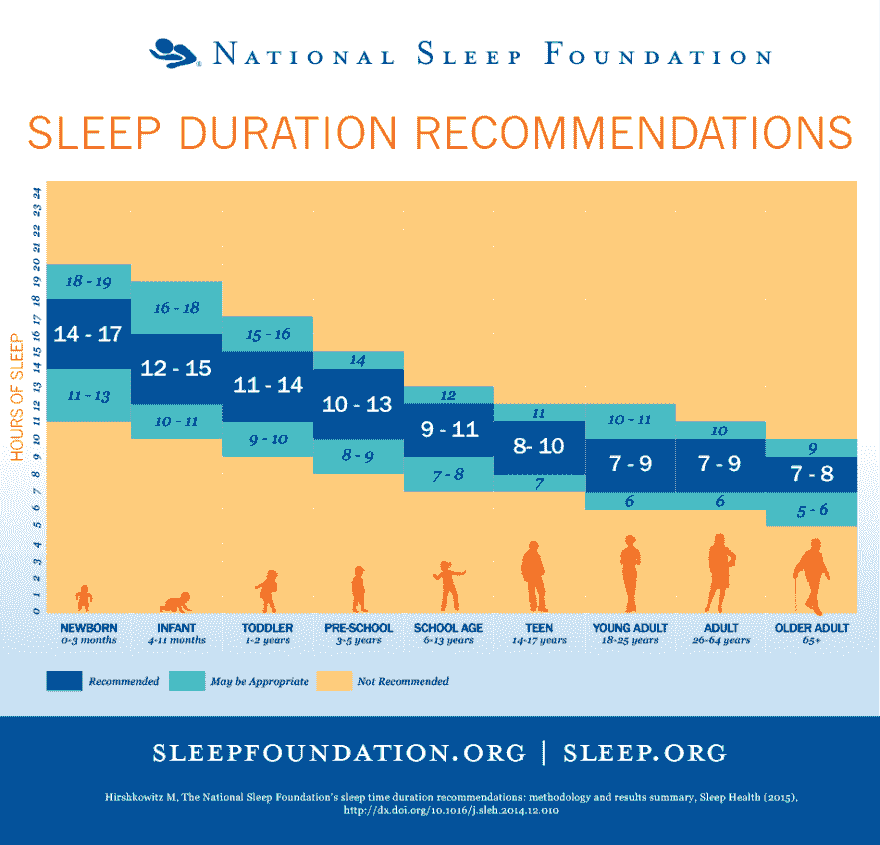 NATIONAL SLEEP FOUNDATION
SLEEP DURATION RECOMMENDATIONS
HOURS OF SLEEP
24
23
22
21
20
19
18
17
16
15
14
13
12
11
10
9
8
7
6
5
4
3
2
1
0
18 - 19
14 - 17
11 - 13
16 - 18
12 - 15
10 - 11
15 - 16
11 - 14
9 - 10
14
10 - 13
8 - 9
12
9 - 11
7 - 8
11
8- 10
7
10 - 11
7 - 9
6
10
7 - 9
6
9
7 - 8
5 - 6
NEWBORN
0-3 months
INFANT
4-11 months
TODDLER
1-2 years
PRE-SCHOOL
3-5 years
SCHOOL AGE
6-13 years
TEEN
14-17 years
YOUNG ADULT
18-25 years
ADULT
26-64 years
OLDER ADULT
65+
Recommended
May be Appropriate
Not Recommended
SLEEPFOUNDATION.ORG | SLEEP.ORG
Hirshkowitz M, The National Sleep Foundation's sleep time duration recommendations: methodology and results summary, Sleep Health (2015),
http://dx.doi.org/10.1016/j.sleh.2014.12.010